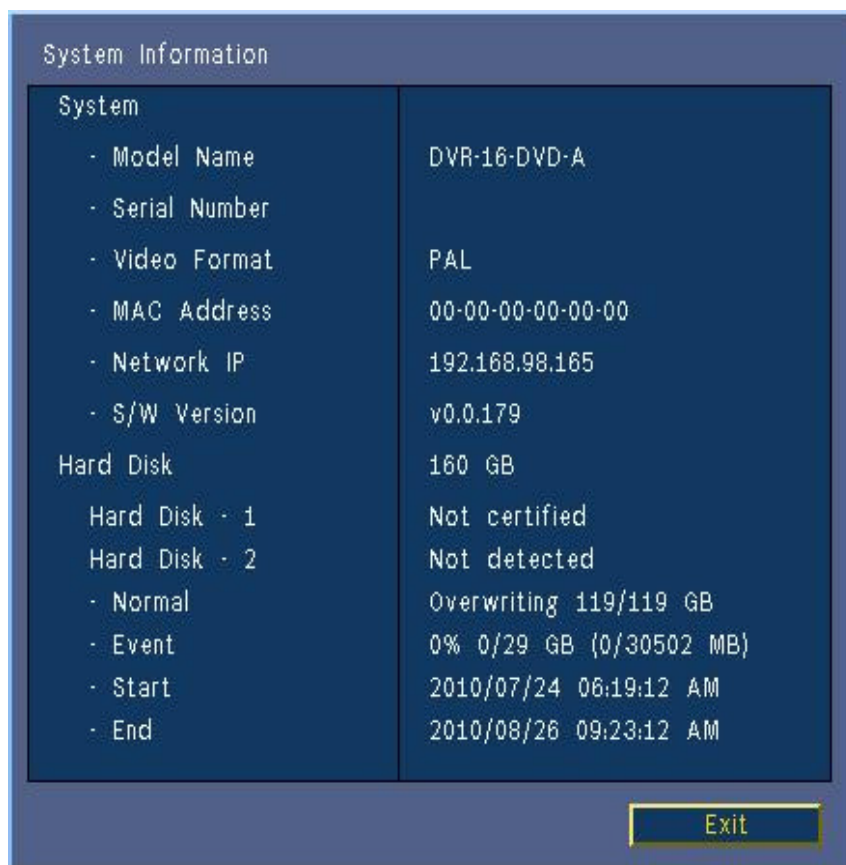 System Information
System
- Model Name DVR-16-DVD-A
- Serial Number
- Video Format PAL
- MAC Address 00-00-00-00-00-00
- Network IP 192.168.98.165
- S/W Version v0.0.179
Hard Disk 160 GB
Hard Disk - 1 Not certified
Hard Disk - 2 Not detected
- Normal Overwriting 119/119 GB
- Event 0% 0/29 GB (0/30502 MB)
- Start 2010/07/24 06:19:12 AM
- End 2010/08/26 09:23:12 AM
Exit